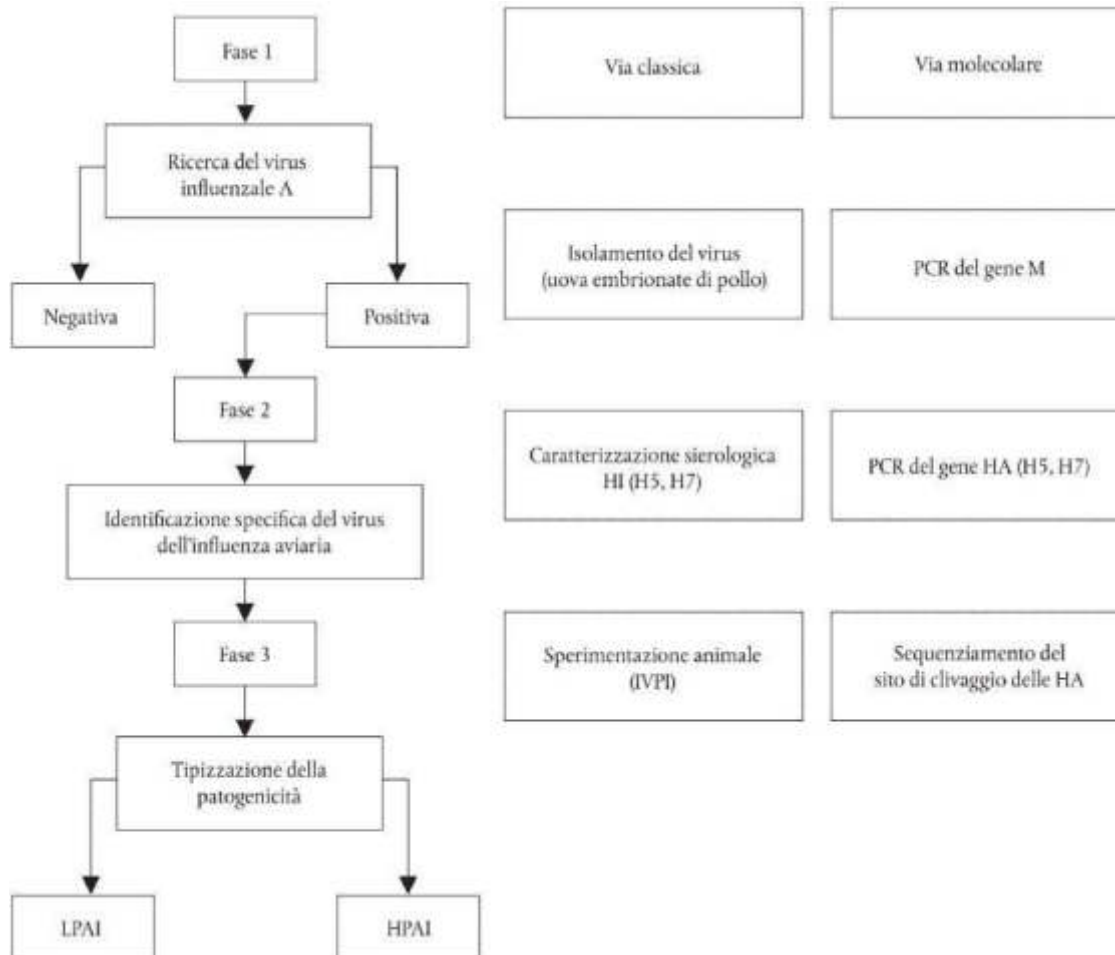 Fase 1
Via classica
Via molecolare
Ricerca del virus
influenzale A
Isolamento del virus
(uova embrionate di pollo)
PCR del gene M
Negativa
Positiva
Fase 2
Caratterizzazione sierologica
HI (H5, H7)
PCR del gene HA (H5, H7)
Identificazione specifica del virus
dell'influenza aviaria
Fase 3
Sperimentazione animale
(IVPI)
Sequenziamento del
sito di clivaggio delle HA
Tipizzazione della
patogenicità
LPAI
HPAI